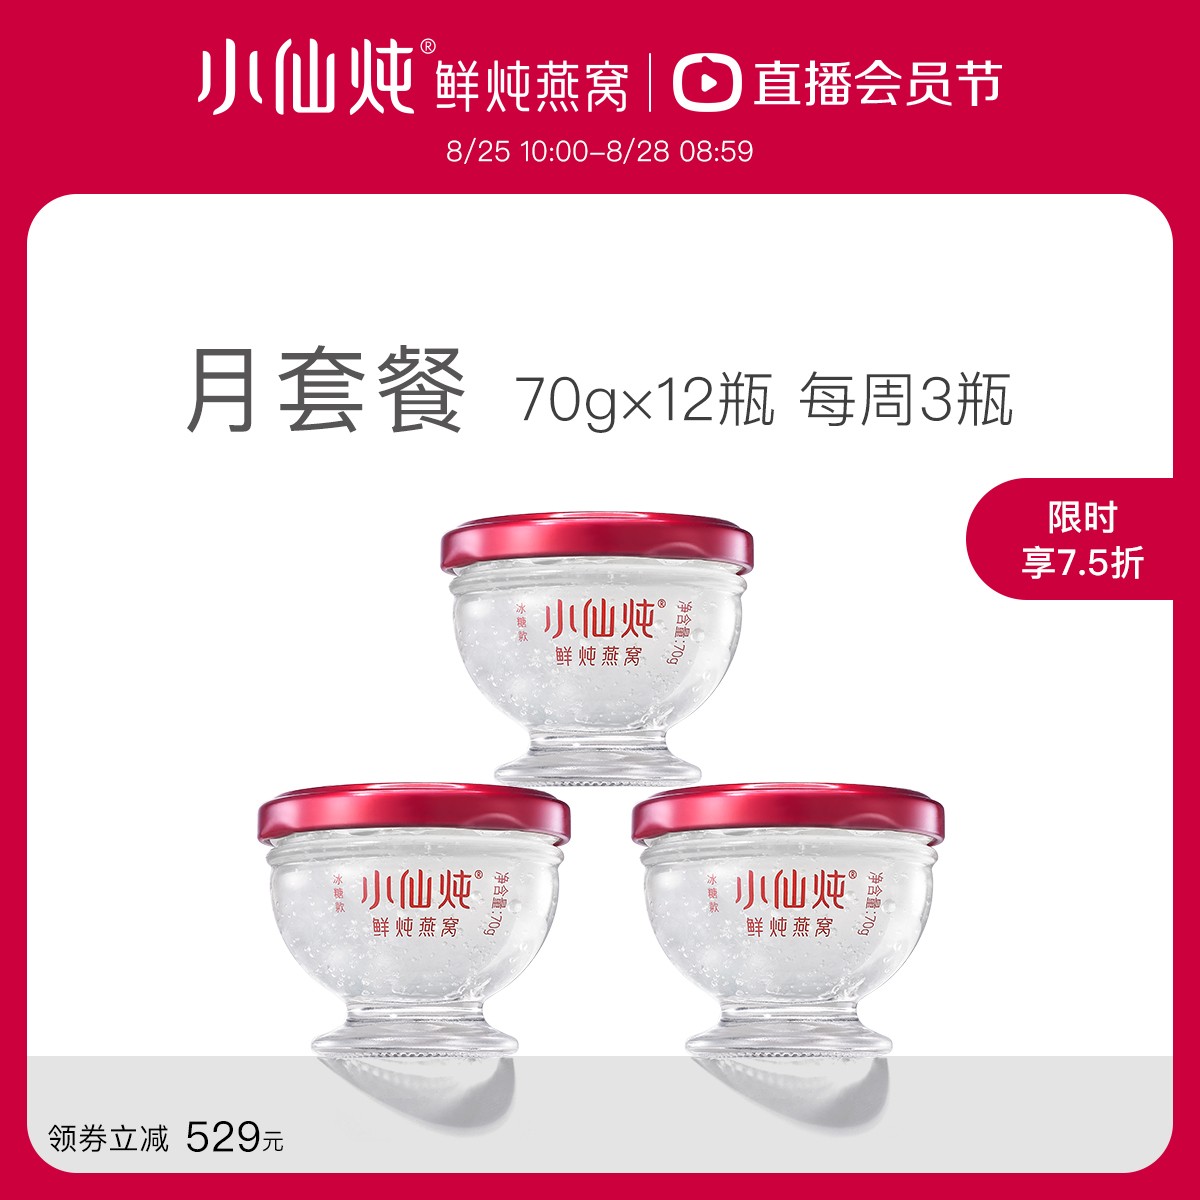 小仙炖® 鲜炖燕窝 | 直播会员节
8/25 10:00-8/28 08:59
月套餐 70g×12瓶 每周3瓶
限时
享7.5折
冰糖款
小仙炖®
鲜炖燕窝
净含量:70g
冰糖款
小仙炖®
鲜炖燕窝
净含量:70g
冰糖款
小仙炖®
鲜炖燕窝
净含量:70g
领券立减 529元